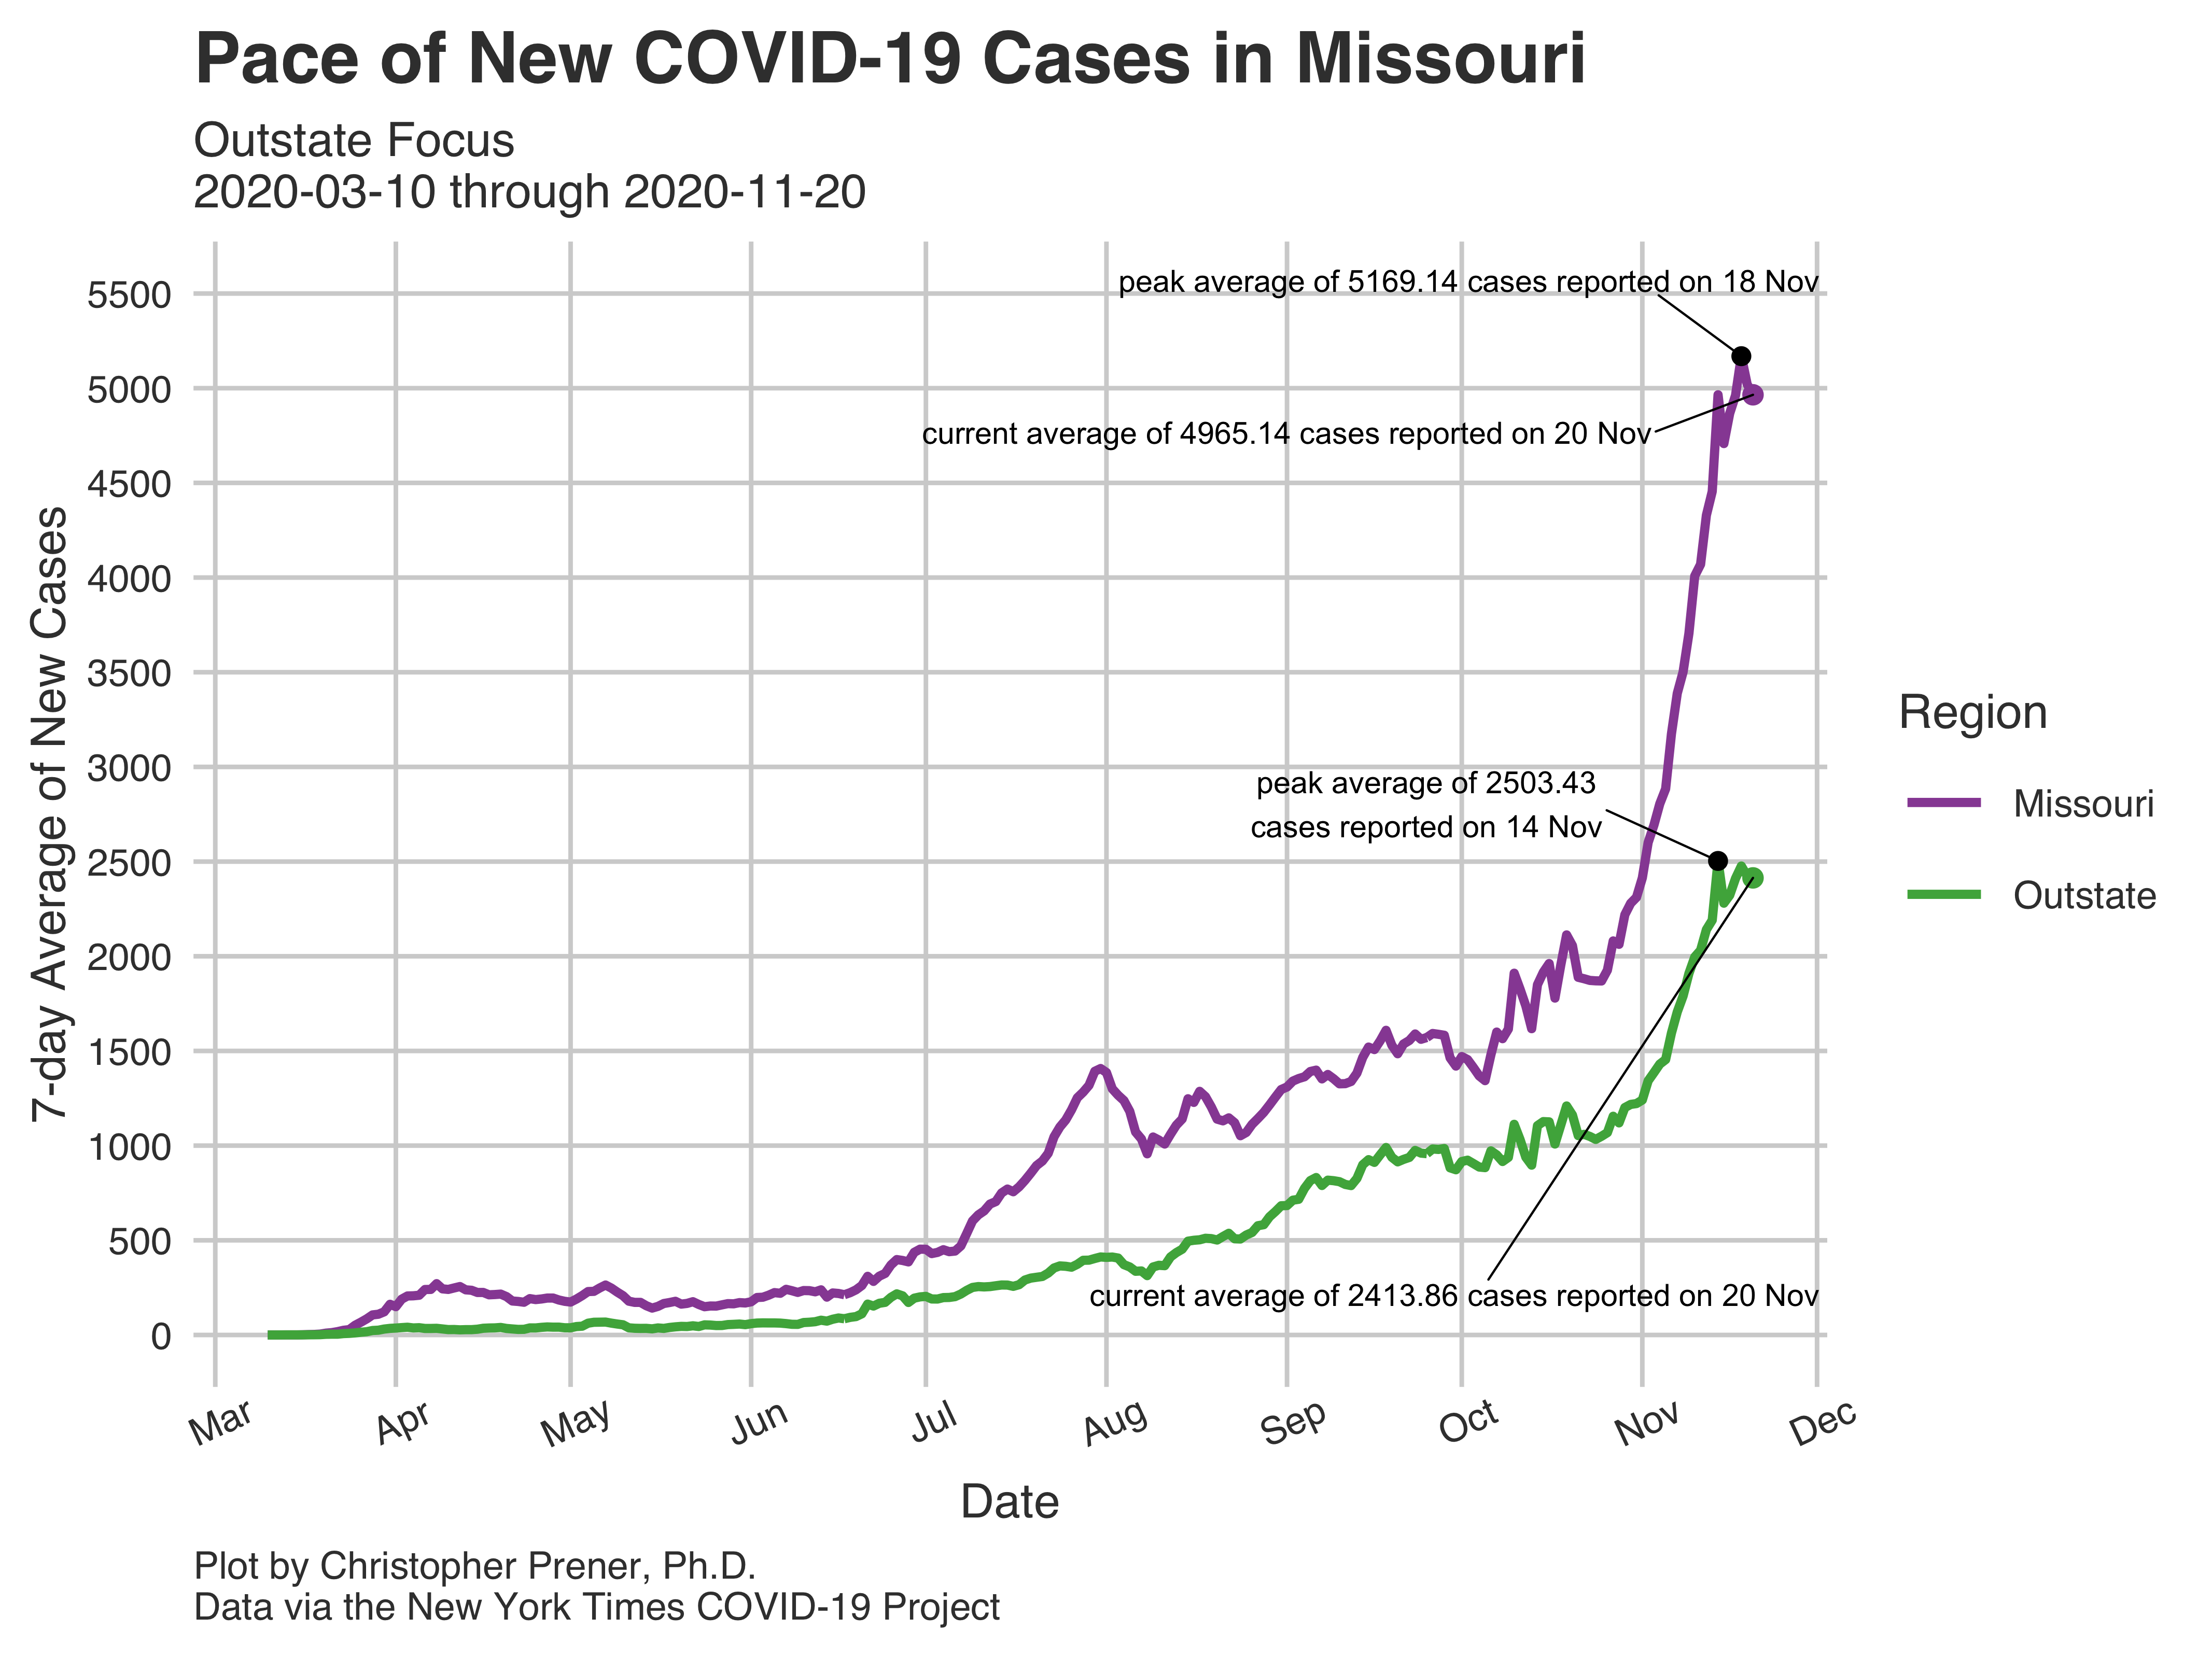 Pace of New COVID-19 Cases in Missouri
Outstate Focus
2020-03-10 through 2020-11-20
7-day Average of New Cases
5500
5000
4500
4000
3500
3000
2500
2000
1500
1000
500
0
peak average of 5169.14 cases reported on 18 Nov
current average of 4965.14 cases reported on 20 Nov
peak average of 2503.43
cases reported on 14 Nov
current average of 2413.86 cases reported on 20 Nov
Mar
Apr
May
Jun
Jul
Aug
Sep
Oct
Nov
Dec
Date
Region
Missouri
Outstate
Plot by Christopher Prener, Ph.D.
Data via the New York Times COVID-19 Project